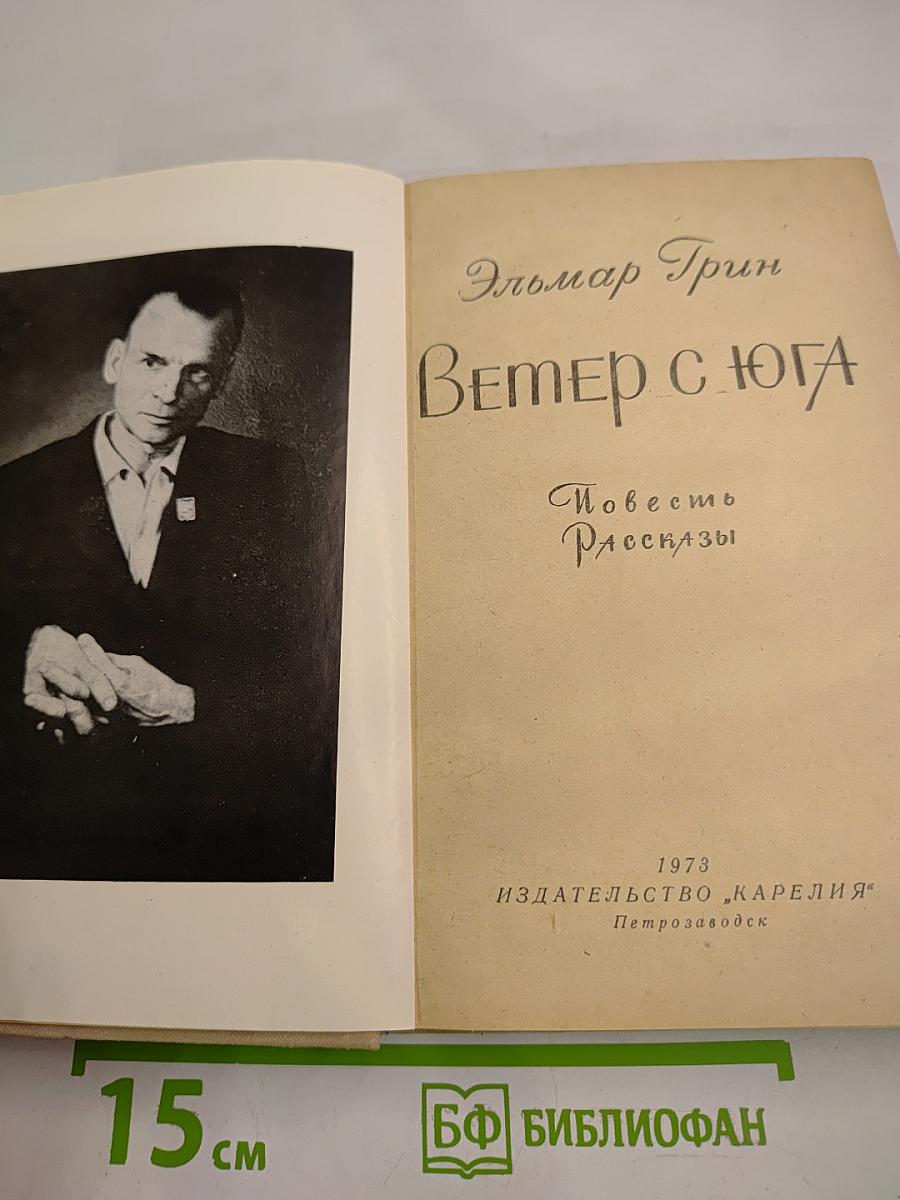 Эльмар Грин
Ветер с юга
Повесть
Рассказы
1973
ИЗДАТЕЛЬСТВО „КАРЕЛИЯ“
Петрозаводск
15 см
БФ БИБЛИОФАН